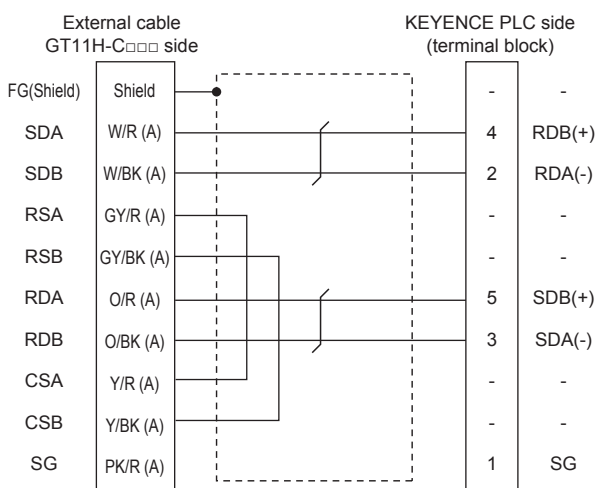 External cable KEYENCE PLC side
GT11H-C□□□ side (terminal block)
FG(Shield) Shield - -
SDA W/R (A) 4 RDB(+)
SDB W/BK (A) 2 RDA(-)
RSA GY/R (A) - -
RSB GY/BK (A) - -
RDA O/R (A) 5 SDB(+)
RDB O/BK (A) 3 SDA(-)
CSA Y/R (A) - -
CSB Y/BK (A) - -
SG PK/R (A) 1 SG